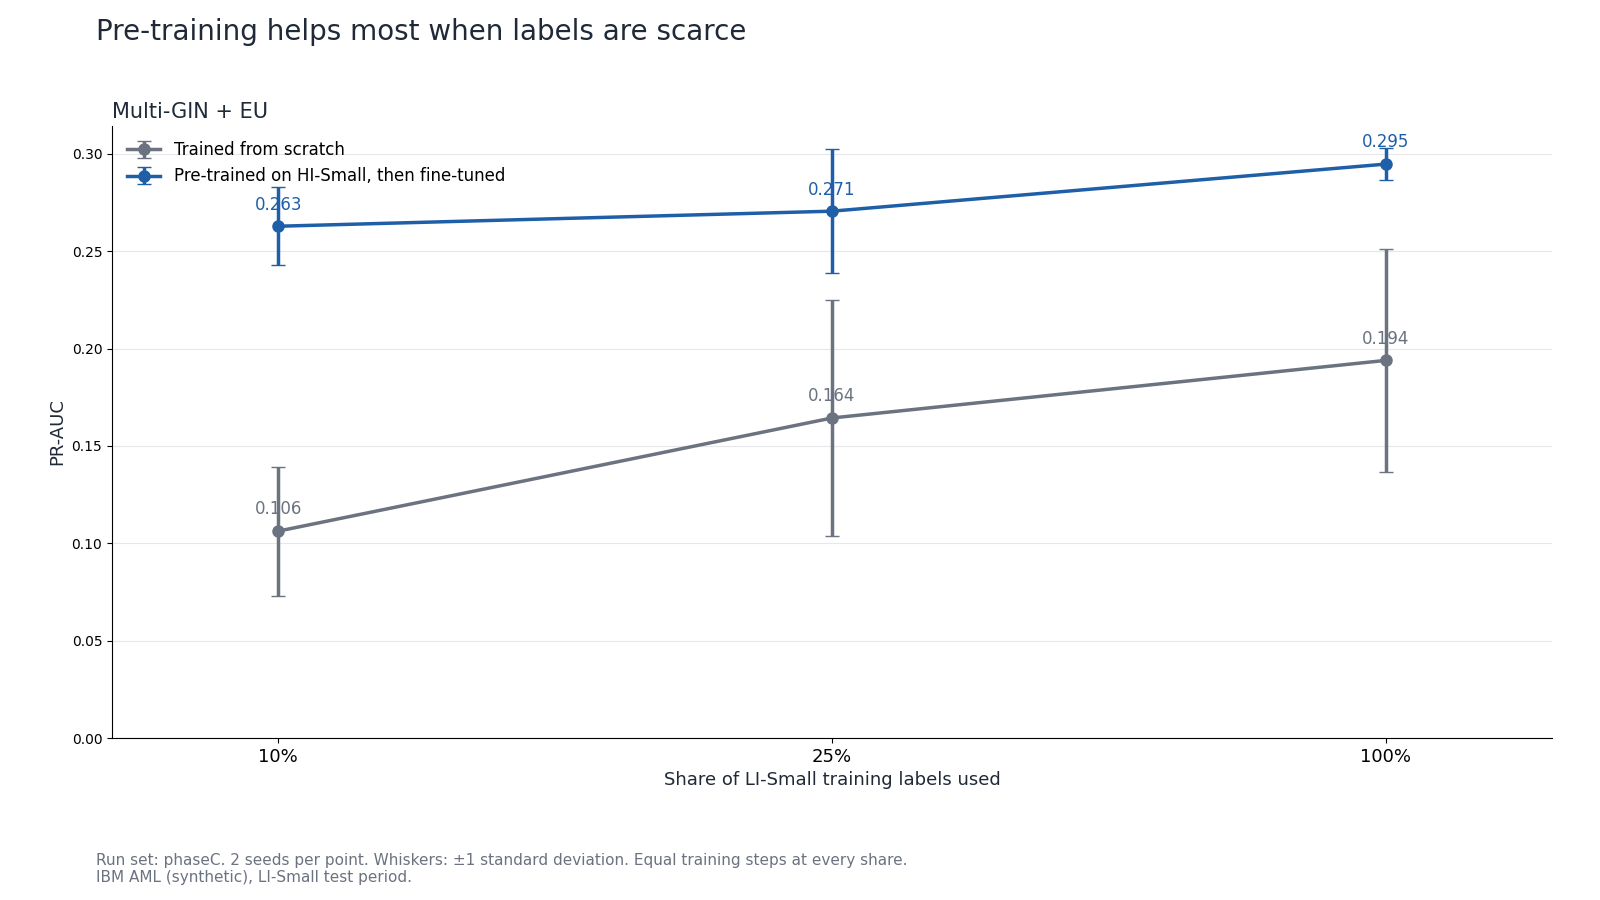 Pre-training helps most when labels are scarce
Multi-GIN + EU
Trained from scratch
Pre-trained on HI-Small, then fine-tuned
0.30
0.25
0.20
0.15
0.10
0.05
0.00
PR-AUC
0.263
0.271
0.295
0.106
0.164
0.194
10%
25%
100%
Share of LI-Small training labels used
Run set: phaseC. 2 seeds per point. Whiskers: ±1 standard deviation. Equal training steps at every share.
IBM AML (synthetic), LI-Small test period.